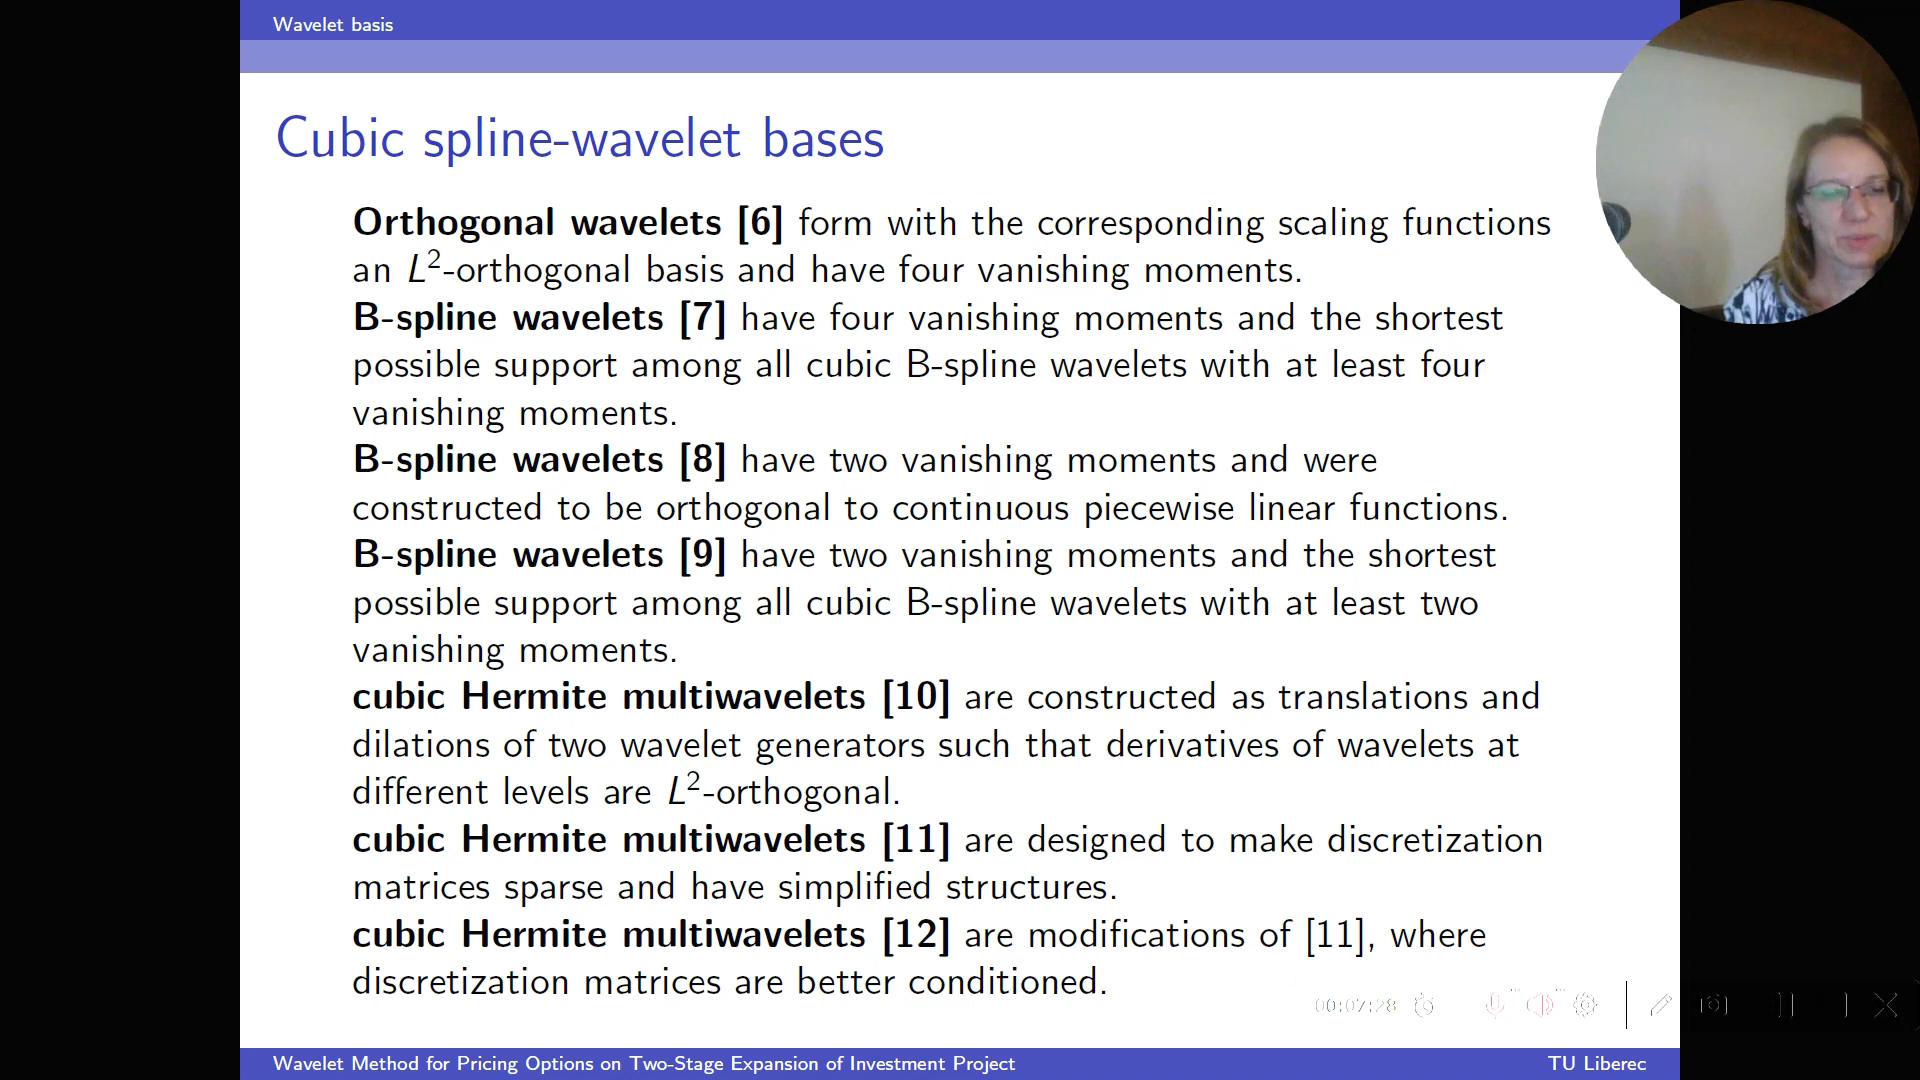 Wavelet basis
Cubic spline-wavelet bases
Orthogonal wavelets [6] form with the corresponding scaling functions
an L²-orthogonal basis and have four vanishing moments.
B-spline wavelets [7] have four vanishing moments and the shortest
possible support among all cubic B-spline wavelets with at least four
vanishing moments.
B-spline wavelets [8] have two vanishing moments and were
constructed to be orthogonal to continuous piecewise linear functions.
B-spline wavelets [9] have two vanishing moments and the shortest
possible support among all cubic B-spline wavelets with at least two
vanishing moments.
cubic Hermite multiwavelets [10] are constructed as translations and
dilations of two wavelet generators such that derivatives of wavelets at
different levels are L²-orthogonal.
cubic Hermite multiwavelets [11] are designed to make discretization
matrices sparse and have simplified structures.
cubic Hermite multiwavelets [12] are modifications of [11], where
discretization matrices are better conditioned.
00:07:28
Wavelet Method for Pricing Options on Two-Stage Expansion of Investment Project
TU Liberec